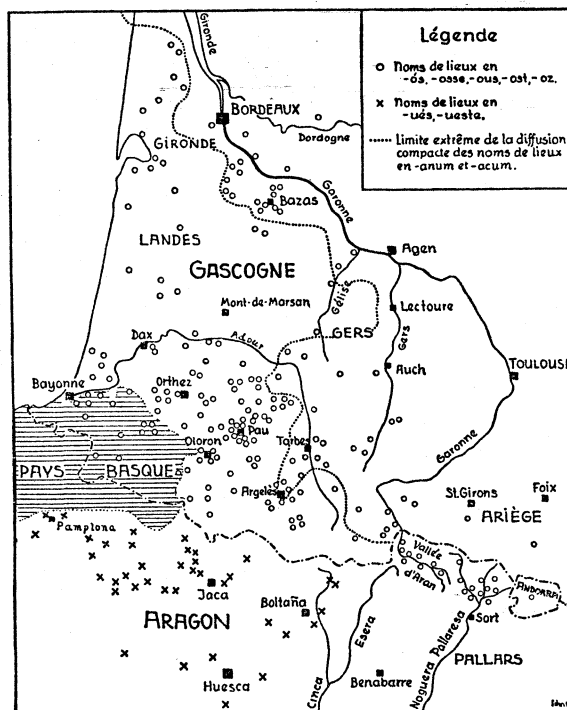 Légende
Noms de lieux en
-ós, -osse, -ous, -ost, -oz.
Noms de lieux en
-ués, -uesta.
Limite extrême de la diffusion
compacte des noms de lieux
en -anum et -acum.
Gironde
BORDEAUX
Dordogne
GIRONDE
Garonne
Bazas
LANDES
GASCOGNE
Agen
Mont-de-Marsan
Gélise
Lectoure
GERS
Gers
Dax
Adour
Auch
TOULOUSE
Bayonne
Orthez
Pau
Oloron
Tarbes
Garonne
PAYS BASQUE
Argelès
St.Girons
Foix
ARIÈGE
Pamplona
Vallée
d'Aran
ANDORRA
Jaca
Boltaña
Sort
ARAGON
Esera
Noguera Pallaresa
PALLARS
Huesca
Cinca
Benabarre